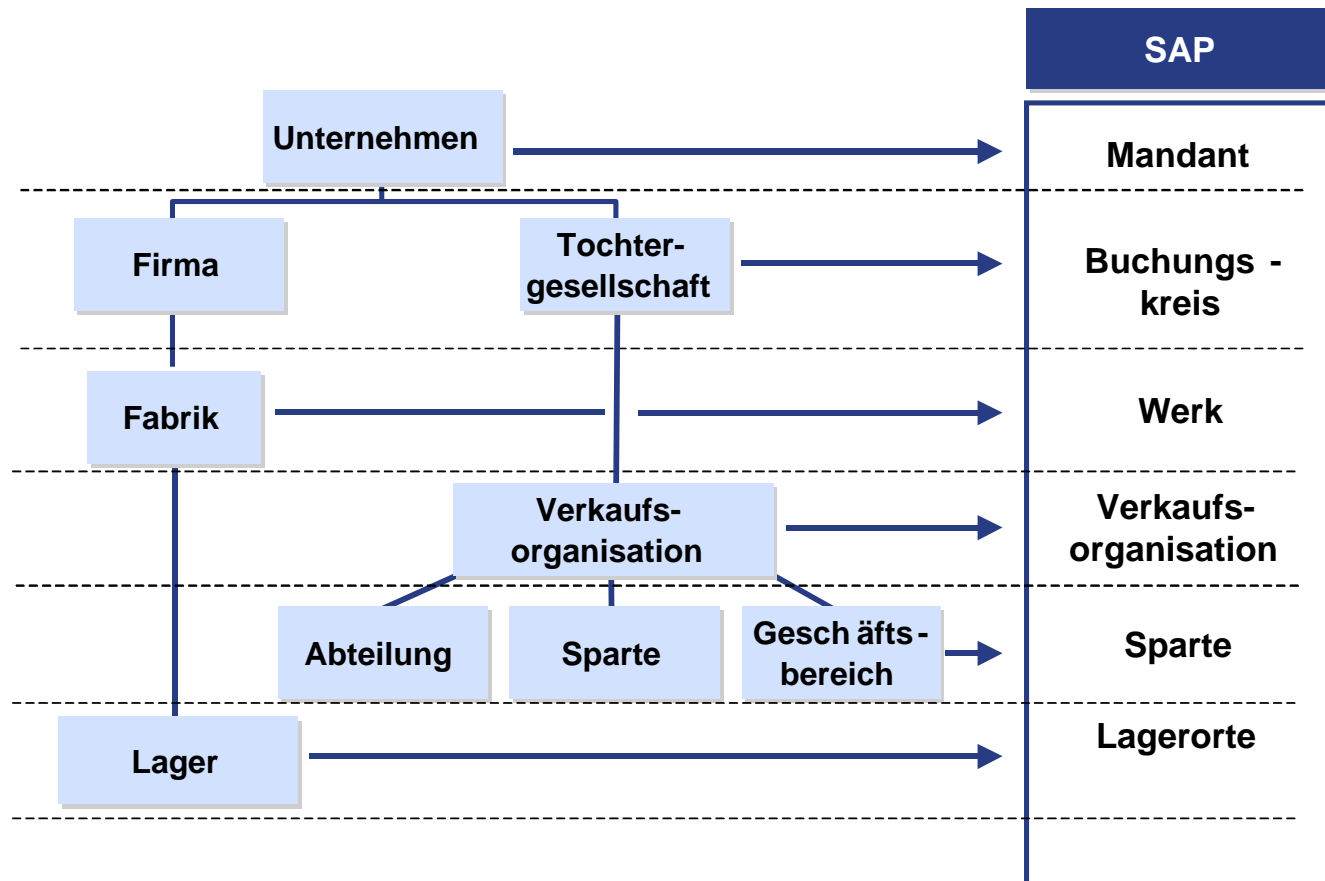 SAP
Unternehmen
Mandant
Firma
Tochter-
gesellschaft
Buchungs -
kreis
Fabrik
Werk
Verkaufs-
organisation
Verkaufs-
organisation
Abteilung
Sparte
Gesch äfts -
bereich
Sparte
Lager
Lagerorte